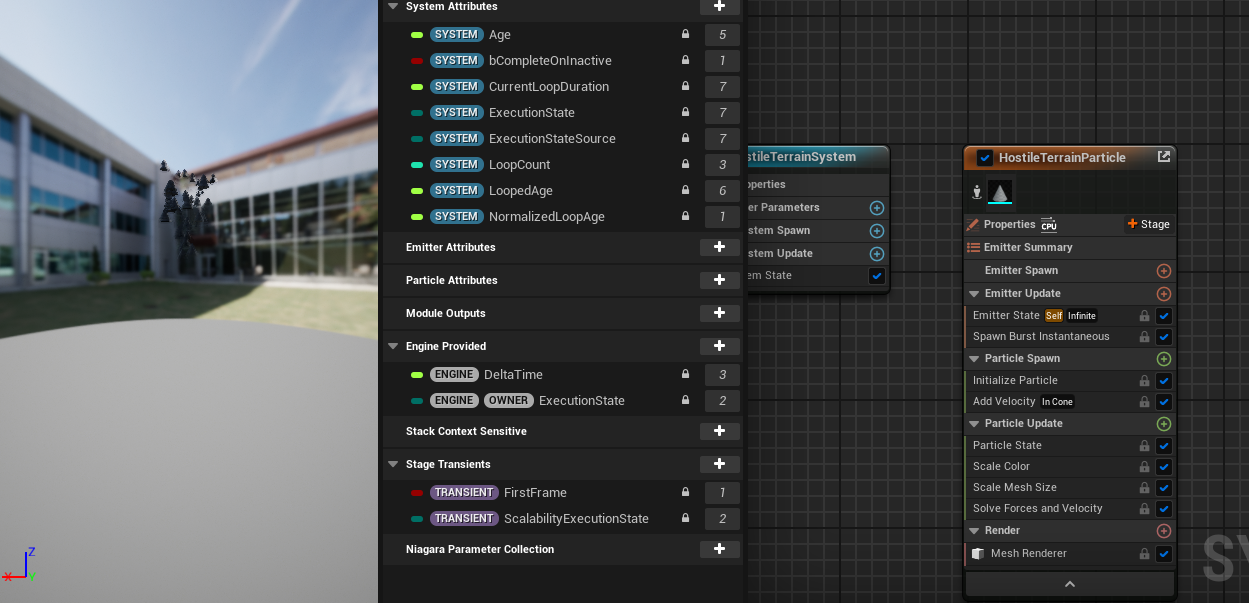 System Attributes
SYSTEM Age 5
SYSTEM bCompleteOnInactive 1
SYSTEM CurrentLoopDuration 7
SYSTEM ExecutionState 7
SYSTEM ExecutionStateSource 7
SYSTEM LoopCount 3
SYSTEM LoopedAge 6
SYSTEM NormalizedLoopAge 1
Emitter Attributes
Particle Attributes
Module Outputs
Engine Provided
ENGINE DeltaTime 3
ENGINE OWNER ExecutionState 2
Stack Context Sensitive
Stage Transients
TRANSIENT FirstFrame 1
TRANSIENT ScalabilityExecutionState 2
Niagara Parameter Collection
stileTerrainSystem
operties
er Parameters
stem Spawn
stem Update
em State
HostileTerrainParticle
Properties CPU + Stage
Emitter Summary
Emitter Spawn
Emitter Update
Emitter State Self Infinite
Spawn Burst Instantaneous
Particle Spawn
Initialize Particle
Add Velocity In Cone
Particle Update
Particle State
Scale Color
Scale Mesh Size
Solve Forces and Velocity
Render
Mesh Renderer
SY
Z
X
Y